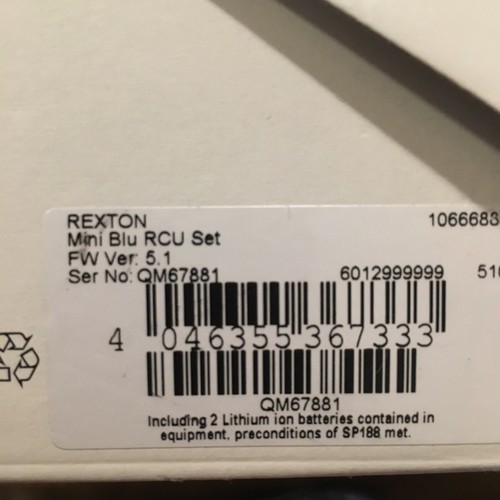 REXTON 1066683
Mini Blu RCU Set
FW Ver: 5.1
Ser No: QM67881 6012999999 510
4 046355 367333
QM67881
Including 2 Lithium ion batteries contained in
equipment, preconditions of SP188 met.